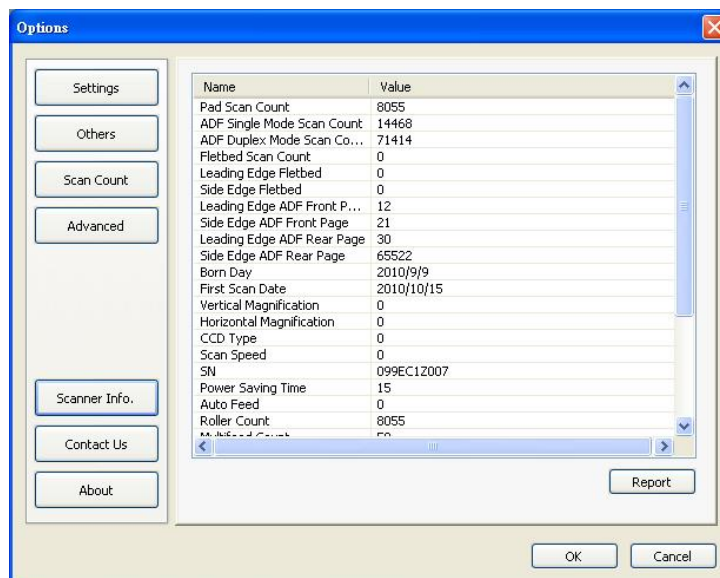 Options
Settings
Others
Scan Count
Advanced
Scanner Info.
Contact Us
About
Name Value
Pad Scan Count 8055
ADF Single Mode Scan Count 14468
ADF Duplex Mode Scan Co... 71414
Fletbed Scan Count 0
Leading Edge Fletbed 0
Side Edge Fletbed 0
Leading Edge ADF Front P... 12
Side Edge ADF Front Page 21
Leading Edge ADF Rear Page 30
Side Edge ADF Rear Page 65522
Born Day 2010/9/9
First Scan Date 2010/10/15
Vertical Magnification 0
Horizontal Magnification 0
CCD Type 0
Scan Speed 0
SN 099EC1Z007
Power Saving Time 15
Auto Feed 0
Roller Count 8055
Multifeed Count
Report
OK Cancel